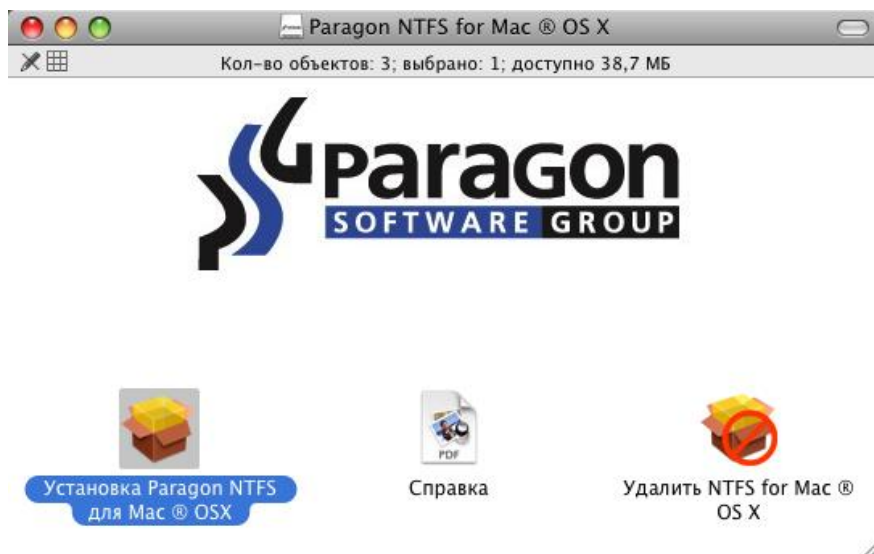 Paragon NTFS for Mac ® OS X
Кол-во объектов: 3; выбрано: 1; доступно 38,7 МБ
Paragon
SOFTWARE GROUP
PDF
Установка Paragon NTFS
для Mac ® OSX
Справка
Удалить NTFS for Mac ®
OS X